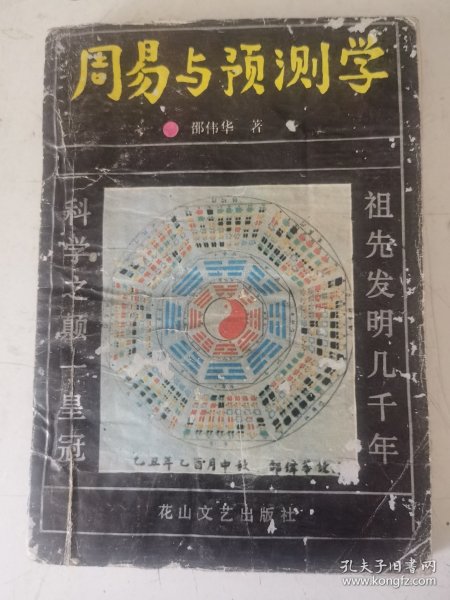 周易与预测学
邵伟华 著
祖先发明几千年
科学之巅一皇冠
乙丑年乙酉月中秋 邵伟华
花山文艺出版社
孔夫子旧书网
www.kongfz.com